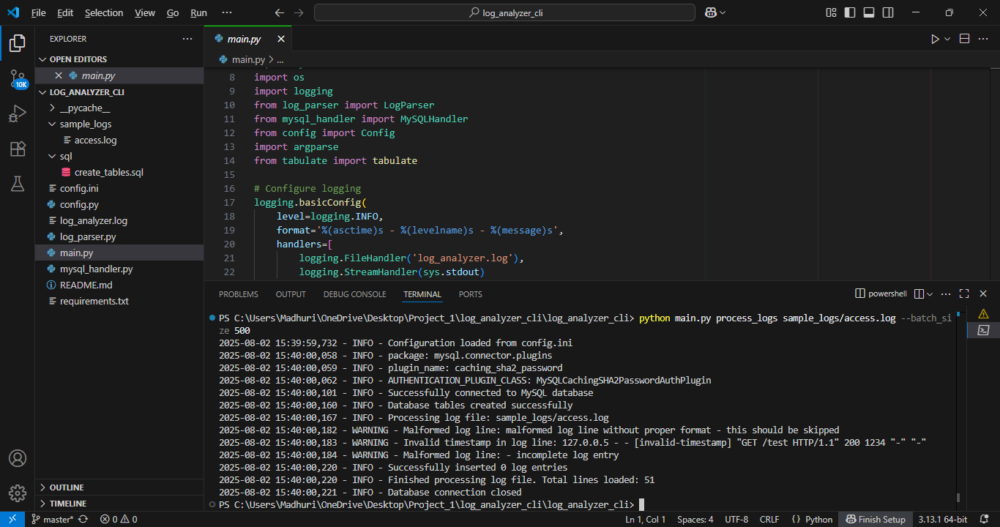 File Edit Selection View Go Run ··· log_analyzer_cli
EXPLORER ···
OPEN EDITORS
main.py
10K
LOG_ANALYZER_CLI
__pycache__
sample_logs
access.log
sql
create_tables.sql
config.ini
config.py
log_analyzer.log
log_parser.py
main.py
mysql_handler.py
README.md
requirements.txt
OUTLINE
TIMELINE
main.py
main.py > ...
8 import os
9 import logging
10 from log_parser import LogParser
11 from mysql_handler import MySQLHandler
12 from config import Config
13 import argparse
14 from tabulate import tabulate
15
16 # Configure logging
17 logging.basicConfig(
18 level=logging.INFO,
19 format='%(asctime)s - %(levelname)s - %(message)s',
20 handlers=[
21 logging.FileHandler('log_analyzer.log'),
22 logging.StreamHandler(sys.stdout)
PROBLEMS OUTPUT DEBUG CONSOLE TERMINAL PORTS powershell
PS C:\Users\Madhuri\OneDrive\Desktop\Project_1\log_analyzer_cli\log_analyzer_cli> python main.py process_logs sample_logs/access.log --batch_si
ze 500
2025-08-02 15:39:59,732 - INFO - Configuration loaded from config.ini
2025-08-02 15:40:00,058 - INFO - package: mysql.connector.plugins
2025-08-02 15:40:00,059 - INFO - plugin_name: caching_sha2_password
2025-08-02 15:40:00,062 - INFO - AUTHENTICATION_PLUGIN_CLASS: MySQLCachingSHA2PasswordAuthPlugin
2025-08-02 15:40:00,101 - INFO - Successfully connected to MySQL database
2025-08-02 15:40:00,160 - INFO - Database tables created successfully
2025-08-02 15:40:00,167 - INFO - Processing log file: sample_logs/access.log
2025-08-02 15:40:00,182 - WARNING - Malformed log line: malformed log line without proper format - this should be skipped
2025-08-02 15:40:00,183 - WARNING - Invalid timestamp in log line: 127.0.0.5 - - [invalid-timestamp] "GET /test HTTP/1.1" 200 1234 "-" "-"
2025-08-02 15:40:00,184 - WARNING - Malformed log line: - incomplete log entry
2025-08-02 15:40:00,220 - INFO - Successfully inserted 0 log entries
2025-08-02 15:40:00,220 - INFO - Finished processing log file. Total lines loaded: 51
2025-08-02 15:40:00,221 - INFO - Database connection closed
PS C:\Users\Madhuri\OneDrive\Desktop\Project_1\log_analyzer_cli\log_analyzer_cli>
master* 0 0 Ln 1, Col 1 Spaces: 4 UTF-8 CRLF {} Python Finish Setup 3.13.1 64-bit